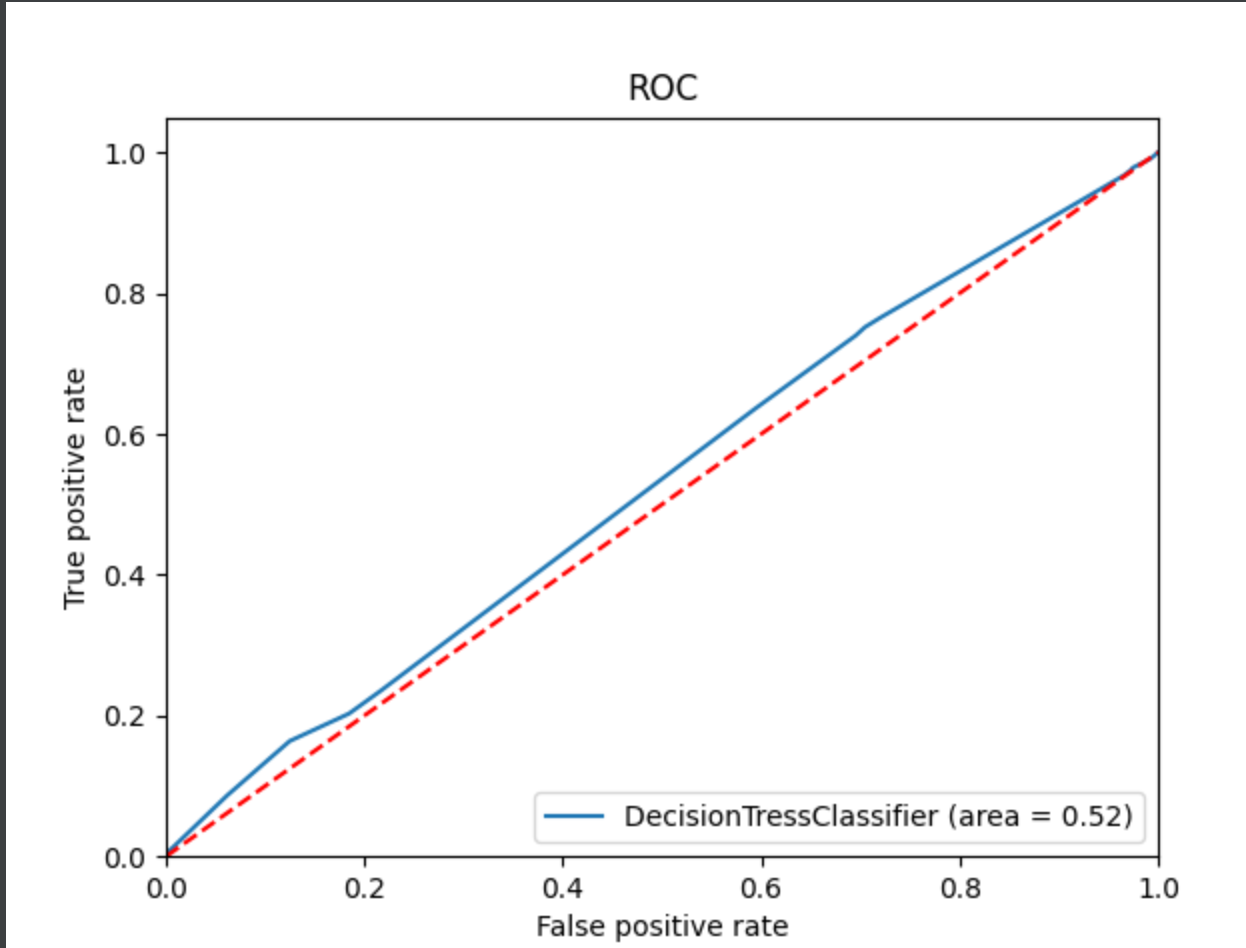 ROC
True positive rate
1.0
0.8
0.6
0.4
0.2
0.0
DecisionTressClassifier (area = 0.52)
0.0 0.2 0.4 0.6 0.8 1.0
False positive rate